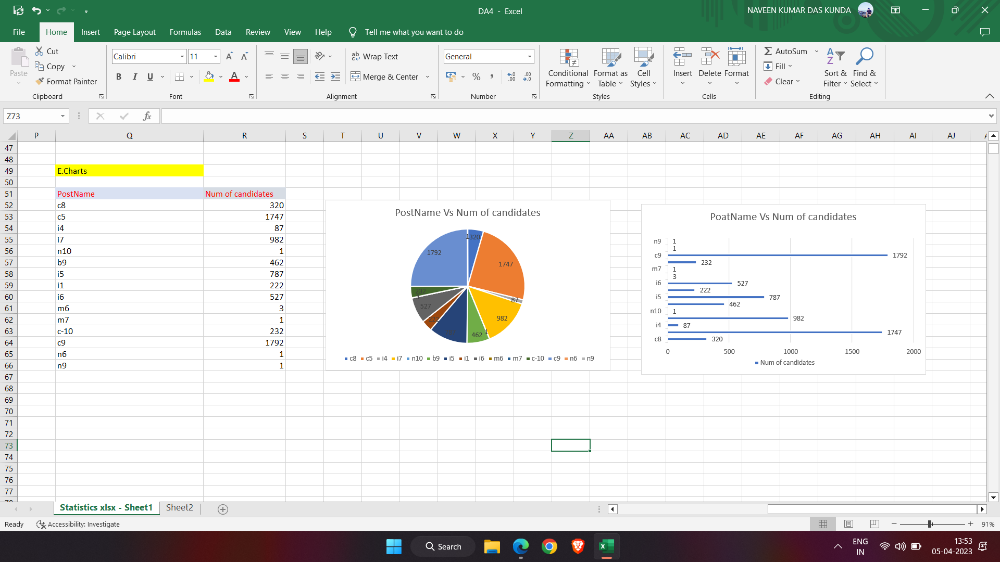 DA4 - Excel
NAVEEN KUMAR DAS KUNDA
File Home Insert Page Layout Formulas Data Review View Help Tell me what you want to do
Paste
Cut
Copy
Format Painter
Clipboard
Calibri 11
B I U
Font
Wrap Text
Merge & Center
Alignment
General
Number
Conditional Formatting
Format as Table
Cell Styles
Styles
Insert Delete Format
Cells
AutoSum
Fill
Clear
Sort & Filter
Find & Select
Editing
Z73
fx
P Q R S T U V W X Y Z AA AB AC AD AE AF AG AH AI AJ
47
48
49 E.Charts
50
51 PostName Num of candidates
52 c8 320
53 c5 1747
54 i4 87
55 i7 982
56 n10 1
57 b9 462
58 i5 787
59 i1 222
60 i6 527
61 m6 3
62 m7 1
63 c-10 232
64 c9 1792
65 n6 1
66 n9 1
67
68
69
70
71
72
73
74
75
76
77
PostName Vs Num of candidates
1 320
1792
1747
232
3
87
527
982
222
462 1
c8 c5 i4 i7 n10 b9 i5 i1 i6 m6 m7 c-10 c9 n6 n9
PoatName Vs Num of candidates
n9 1
1
c9 1792
232
m7 1
3
i6 527
222
i5 787
462
n10 1
982
i4 87
1747
c8 320
0 500 1000 1500 2000
Num of candidates
Statistics xlsx - Sheet1 Sheet2
Ready Accessibility: Investigate
91%
Search
ENG
IN
13:53
05-04-2023